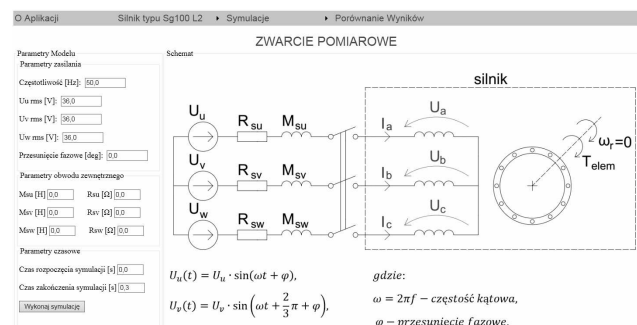 O Aplikacji Silnik typu Sg100 L2 Symulacje Porównanie Wyników
ZWARCIE POMIAROWE
Parametry Modelu
Parametry zasilania
Częstotliwość [Hz]: 50,0
Uu rms [V]: 36,0
Uv rms [V]: 36,0
Uw rms [V]: 36,0
Przesunięcie fazowe [deg]: 0,0
Parametry obwodu zewnętrznego
Msu [H] 0,0 Rsu [Ω] 0,0
Msv [H] 0,0 Rsv [Ω] 0,0
Msw [H] 0,0 Rsw [Ω] 0,0
Parametry czasowe
Czas rozpoczęcia symulacji [s] 0,0
Czas zakończenia symulacji [s] 0,3
Wykonaj symulację
Schemat
silnik
Uu Rsu Msu Ia Ua
Uv Rsv Msv Ib Ub
Uw Rsw Msw Ic Uc
ωr=0
Telem
Uu(t) = Uu · sin(ωt + φ),
Uv(t) = Uv · sin(ωt + 2/3 π + φ),
gdzie:
ω = 2πf − częstość kątowa,
φ − przesunięcie fazowe.